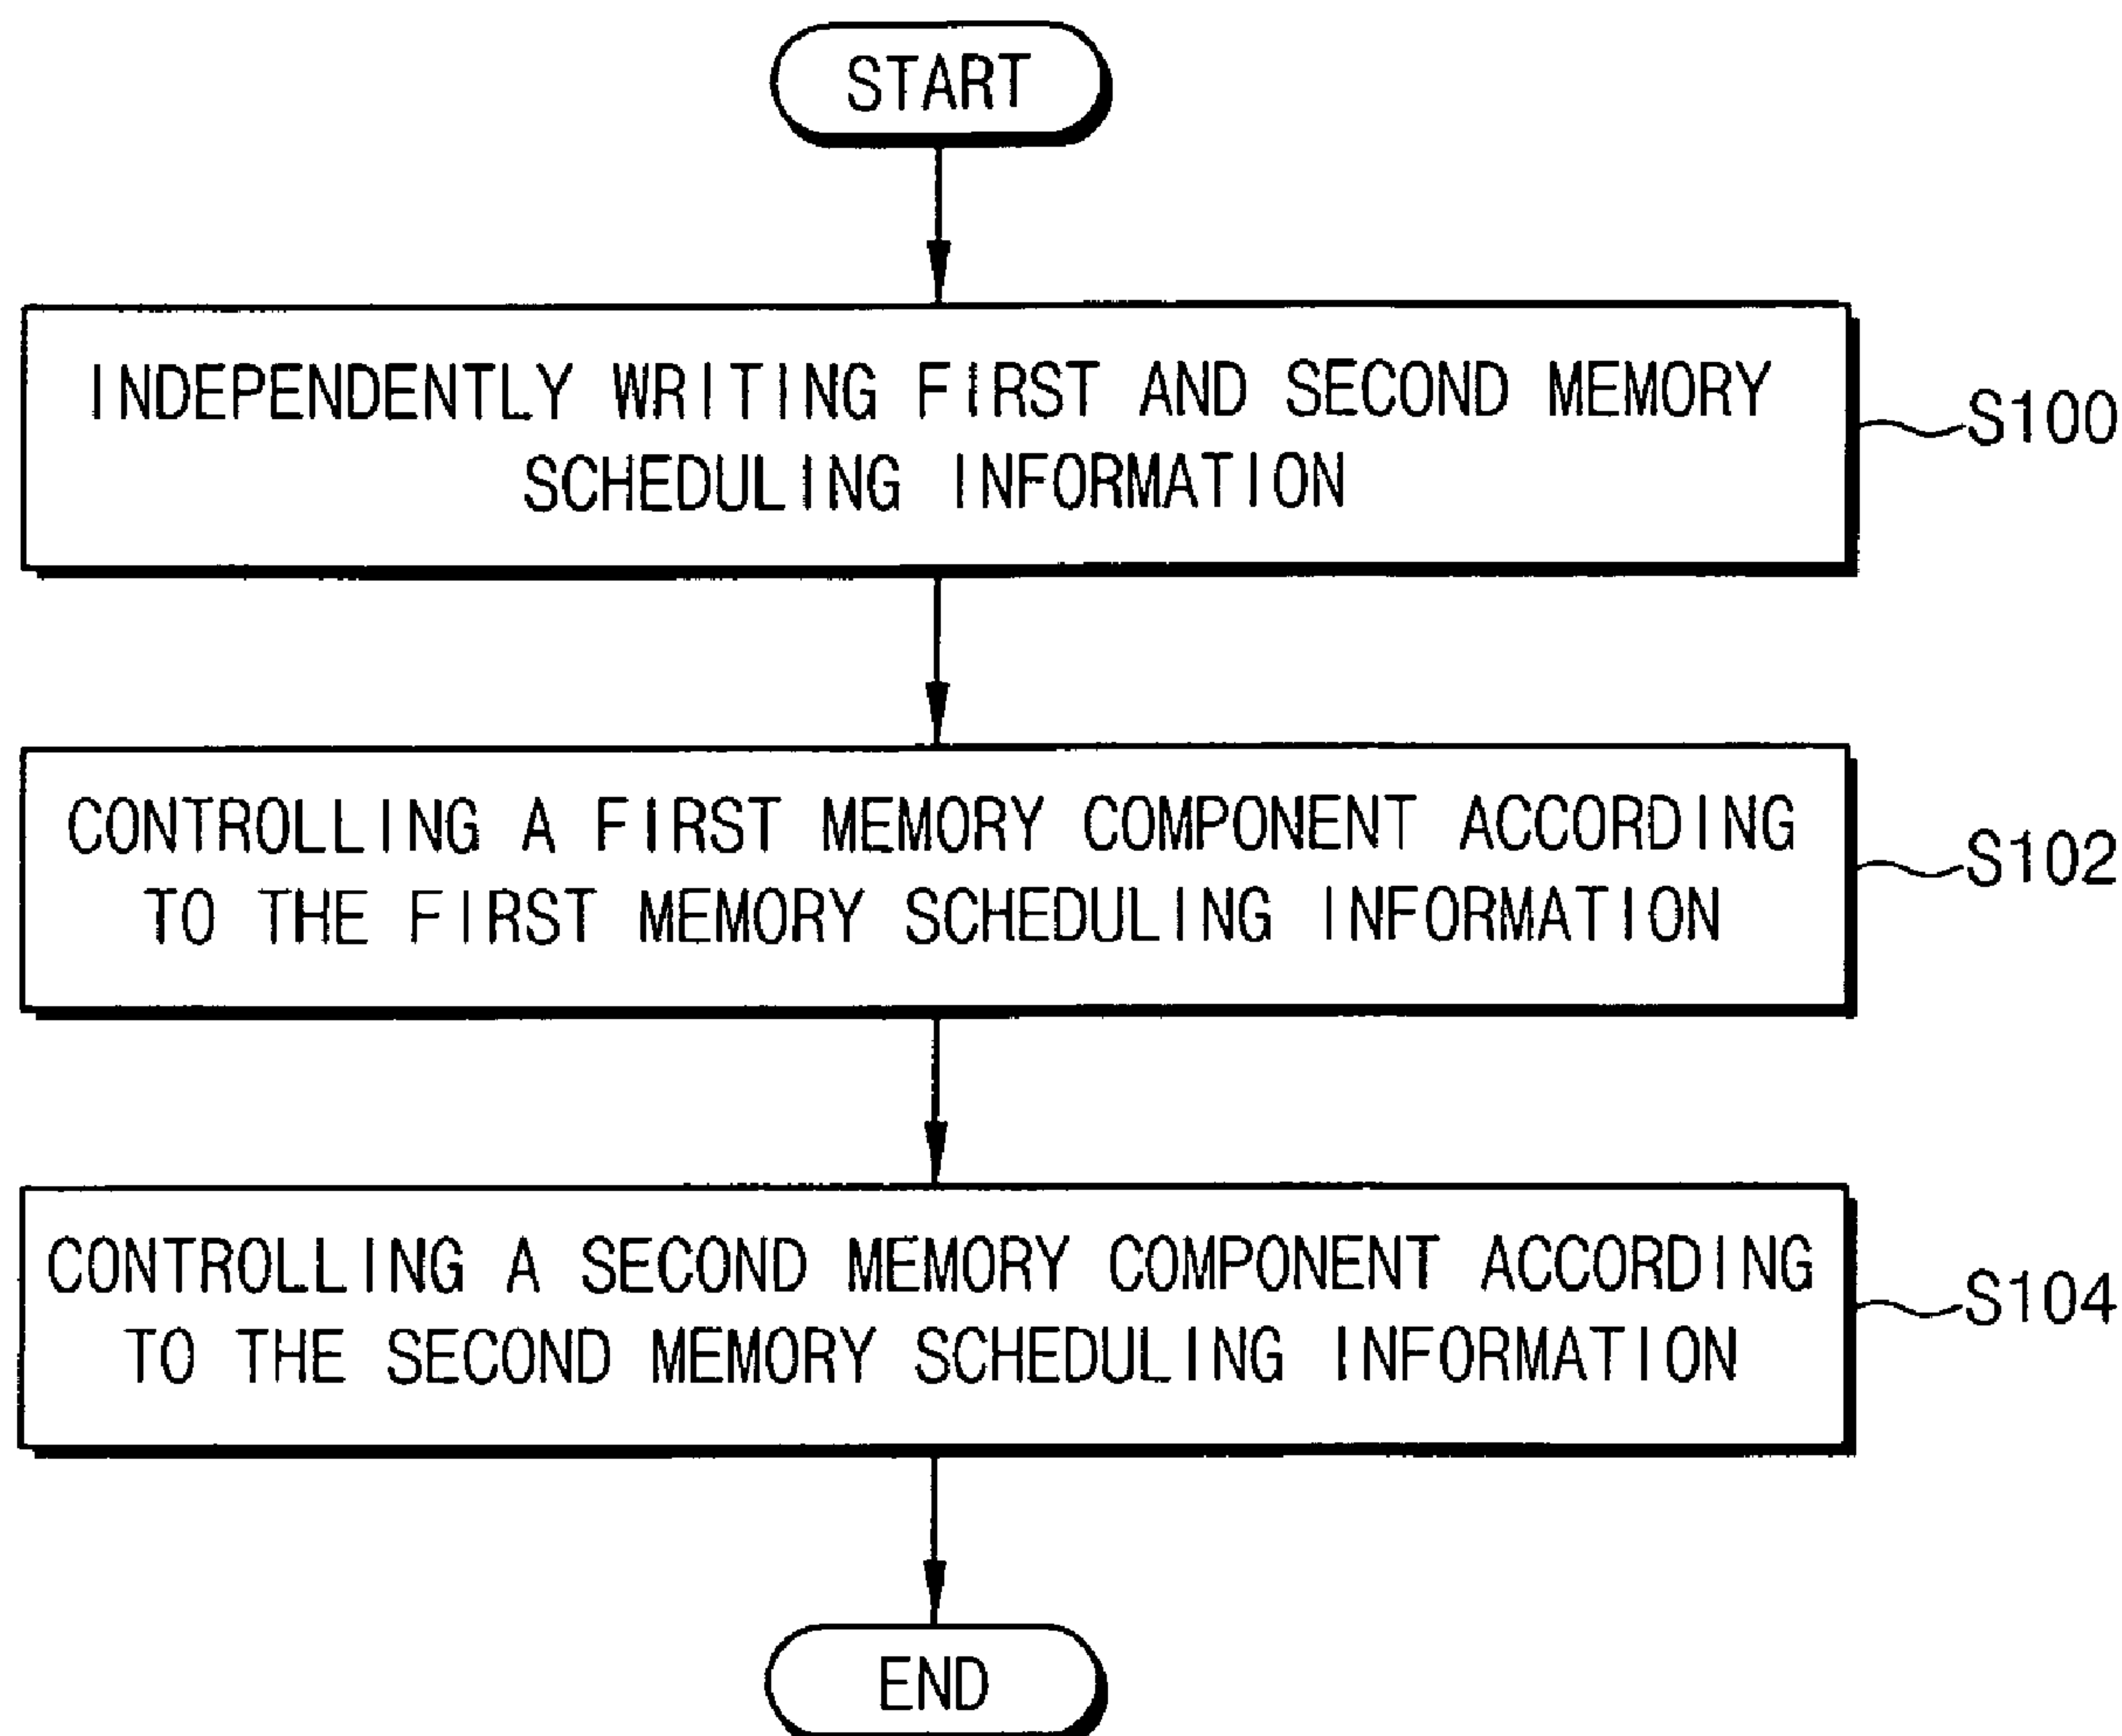 START
INDEPENDENTLY WRITING FIRST AND SECOND MEMORY
SCHEDULING INFORMATION
S100
CONTROLLING A FIRST MEMORY COMPONENT ACCORDING
TO THE FIRST MEMORY SCHEDULING INFORMATION
S102
CONTROLLING A SECOND MEMORY COMPONENT ACCORDING
TO THE SECOND MEMORY SCHEDULING INFORMATION
S104
END